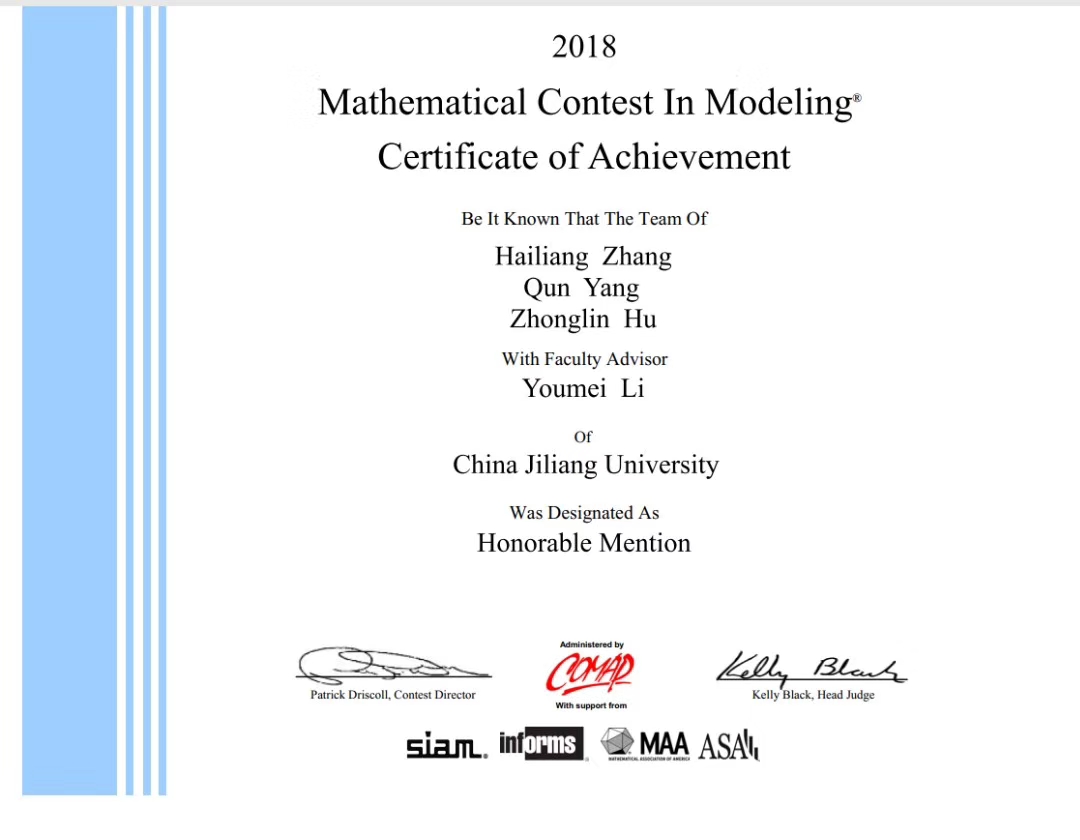 2018
Mathematical Contest In Modeling®
Certificate of Achievement
Be It Known That The Team Of
Hailiang Zhang
Qun Yang
Zhonglin Hu
With Faculty Advisor
Youmei Li
Of
China Jiliang University
Was Designated As
Honorable Mention
Administered by
COMAP
With support from
Patrick Driscoll, Contest Director
Kelly Black
Kelly Black, Head Judge
siam.
informs
MAA
MATHEMATICAL ASSOCIATION OF AMERICA
ASA